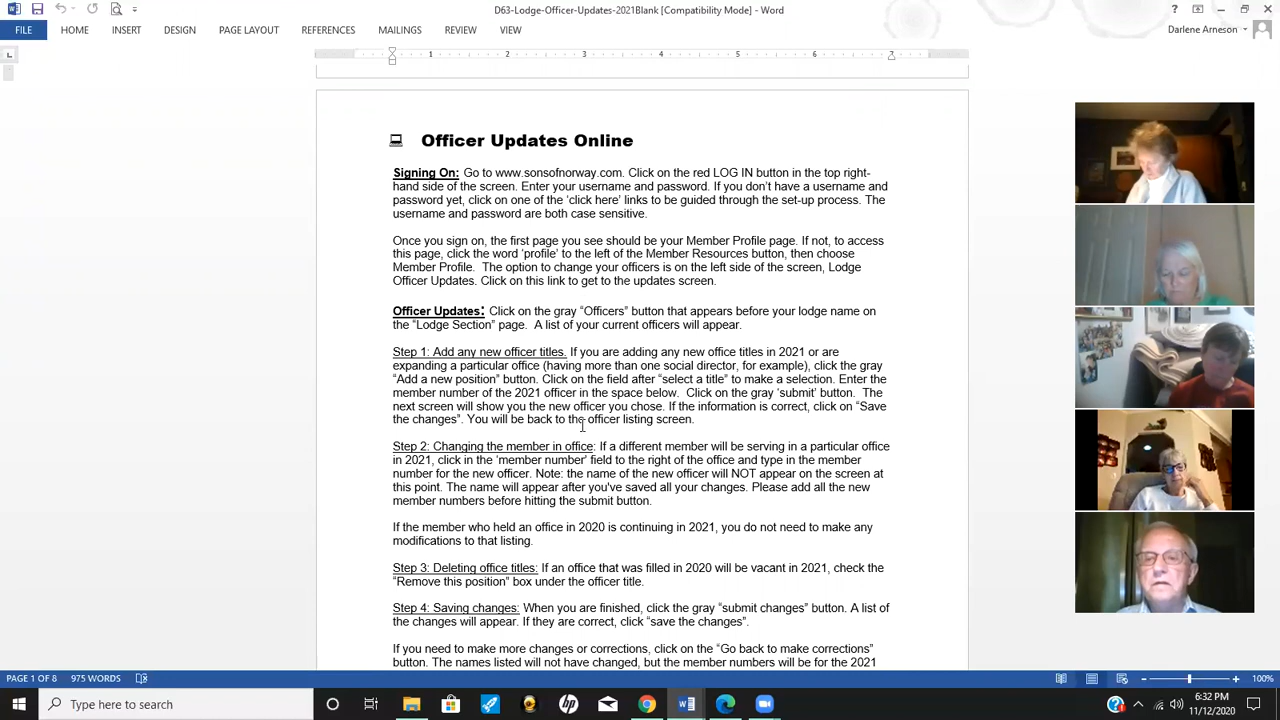 D63-Lodge-Officer-Updates-2021Blank [Compatibility Mode] - Word
FILE HOME INSERT DESIGN PAGE LAYOUT REFERENCES MAILINGS REVIEW VIEW
Darlene Arneson
1 2 3 4 5 6 7
Officer Updates Online
Signing On: Go to www.sonsofnorway.com. Click on the red LOG IN button in the top right-
hand side of the screen. Enter your username and password. If you don't have a username and
password yet, click on one of the 'click here' links to be guided through the set-up process. The
username and password are both case sensitive.
Once you sign on, the first page you see should be your Member Profile page. If not, to access
this page, click the word 'profile' to the left of the Member Resources button, then choose
Member Profile. The option to change your officers is on the left side of the screen, Lodge
Officer Updates. Click on this link to get to the updates screen.
Officer Updates: Click on the gray “Officers” button that appears before your lodge name on
the “Lodge Section” page. A list of your current officers will appear.
Step 1: Add any new officer titles. If you are adding any new office titles in 2021 or are
expanding a particular office (having more than one social director, for example), click the gray
“Add a new position” button. Click on the field after “select a title” to make a selection. Enter the
member number of the 2021 officer in the space below. Click on the gray 'submit' button. The
next screen will show you the new officer you chose. If the information is correct, click on “Save
the changes”. You will be back to the officer listing screen.
Step 2: Changing the member in office: If a different member will be serving in a particular office
in 2021, click in the 'member number' field to the right of the office and type in the member
number for the new officer. Note: the name of the new officer will NOT appear on the screen at
this point. The name will appear after you've saved all your changes. Please add all the new
member numbers before hitting the submit button.
If the member who held an office in 2020 is continuing in 2021, you do not need to make any
modifications to that listing.
Step 3: Deleting office titles: If an office that was filled in 2020 will be vacant in 2021, check the
“Remove this position” box under the officer title.
Step 4: Saving changes: When you are finished, click the gray “submit changes” button. A list of
the changes will appear. If they are correct, click “save the changes”.
If you need to make more changes or corrections, click on the “Go back to make corrections”
button. The names listed will not have changed, but the member numbers will be for the 2021
PAGE 1 OF 8 975 WORDS
100%
Type here to search
6:32 PM
11/12/2020